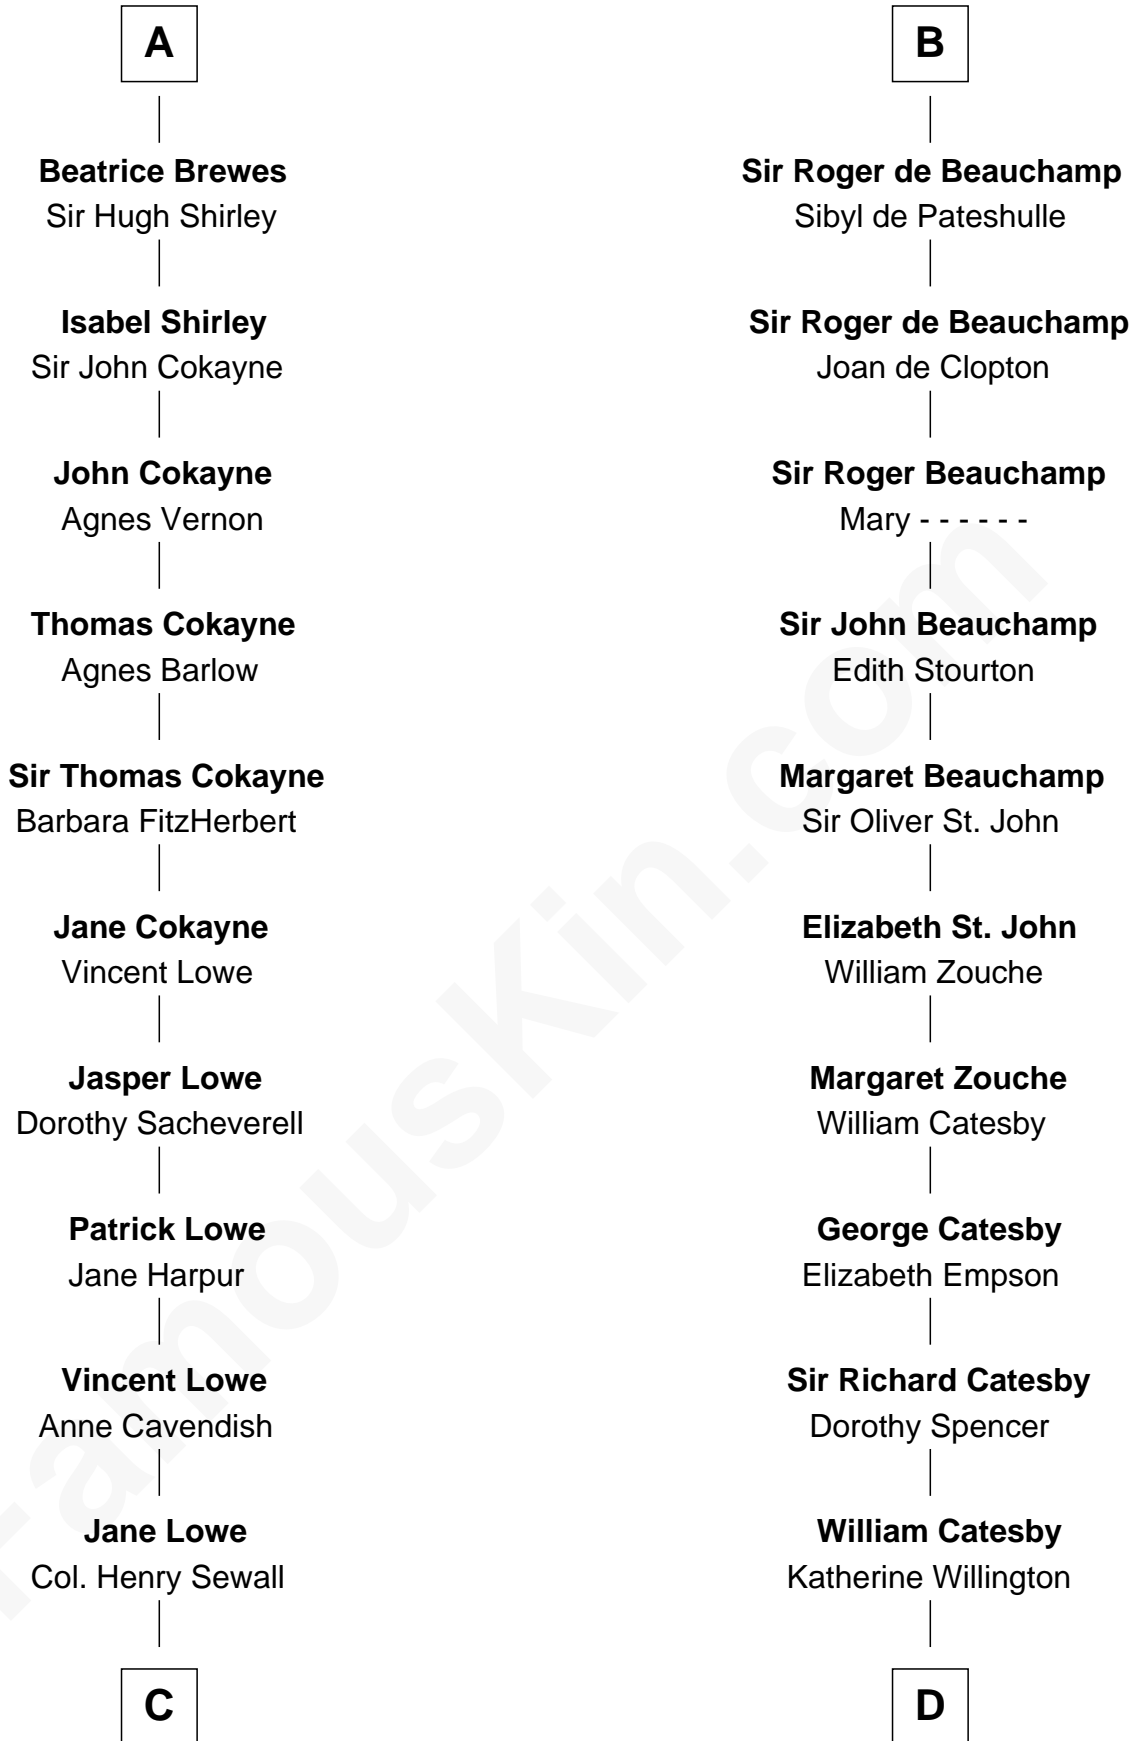 A
Beatrice Brewes
Sir Hugh Shirley
Isabel Shirley
Sir John Cokayne
John Cokayne
Agnes Vernon
Thomas Cokayne
Agnes Barlow
Sir Thomas Cokayne
Barbara FitzHerbert
Jane Cokayne
Vincent Lowe
Jasper Lowe
Dorothy Sacheverell
Patrick Lowe
Jane Harpur
Vincent Lowe
Anne Cavendish
Jane Lowe
Col. Henry Sewall
C
B
Sir Roger de Beauchamp
Sibyl de Pateshulle
Sir Roger de Beauchamp
Joan de Clopton
Sir Roger Beauchamp
Mary - - - - - -
Sir John Beauchamp
Edith Stourton
Margaret Beauchamp
Sir Oliver St. John
Elizabeth St. John
William Zouche
Margaret Zouche
William Catesby
George Catesby
Elizabeth Empson
Sir Richard Catesby
Dorothy Spencer
William Catesby
Katherine Willington
D
FamousKin.com